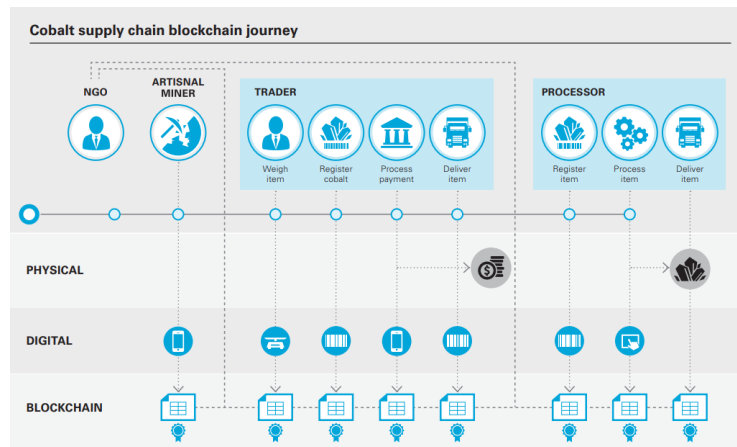 Cobalt supply chain blockchain journey
NGO
ARTISNAL
MINER
TRADER
Weigh
item
Register
cobalt
Process
payment
Deliver
item
PROCESSOR
Register
item
Process
item
Deliver
item
PHYSICAL
$
DIGITAL
BLOCKCHAIN